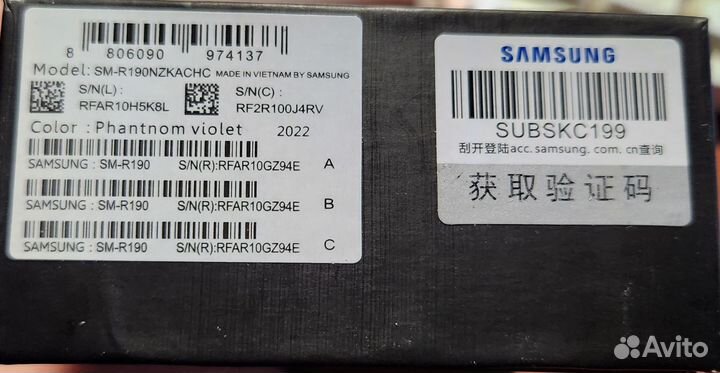 8 806090 974137
Model: SM-R190NZKACHC MADE IN VIETNAM BY SAMSUNG
S/N(L) :
RFAR10H5K8L
S/N(C) :
RF2R100J4RV
Color : Phantnom violet 2022
SAMSUNG : SM-R190 S/N(R):RFAR10GZ94E A
SAMSUNG : SM-R190 S/N(R):RFAR10GZ94E B
SAMSUNG : SM-R190 S/N(R):RFAR10GZ94E C
SAMSUNG
SUBSKC199
刮开登陆acc.samsung.com.cn查询
获取验证码
Avito